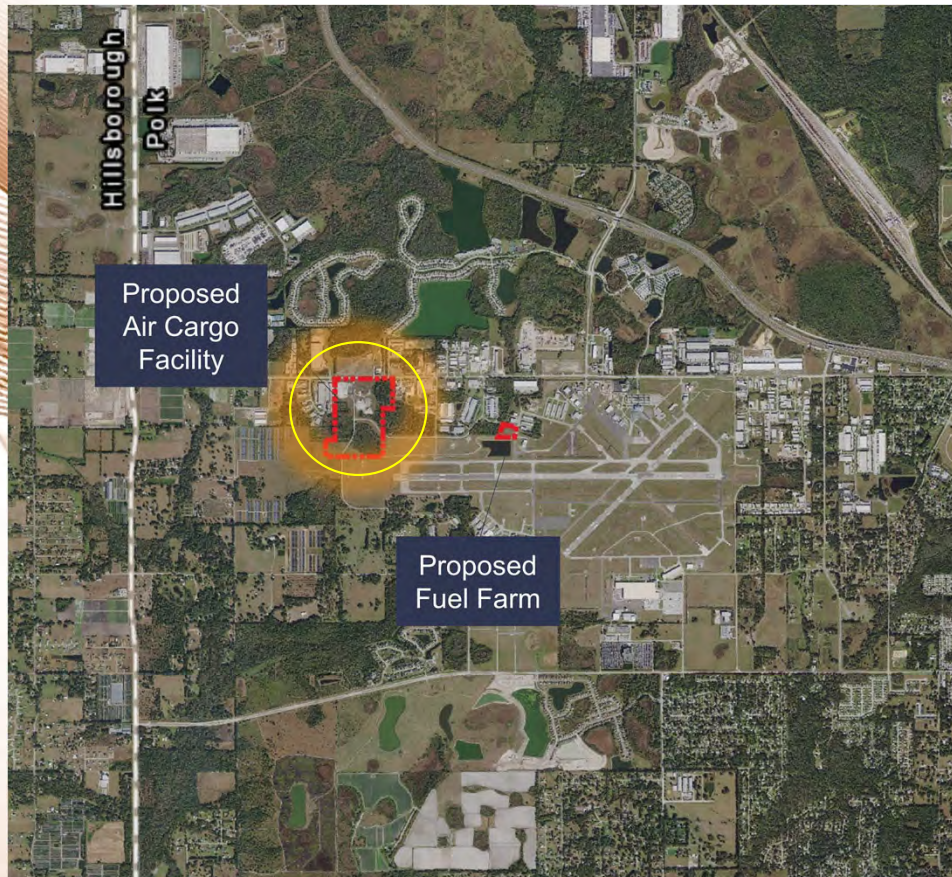 Hillsborough
Polk
Proposed
Air Cargo
Facility
Proposed
Fuel Farm